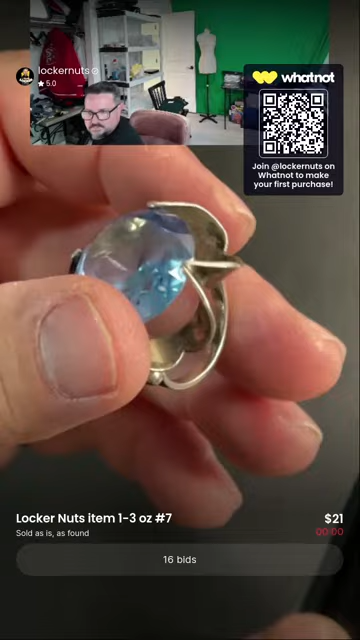 lockernuts
★ 5.0
whatnot
Join @lockernuts on
Whatnot to make
your first purchase!
Locker Nuts item 1-3 oz #7
$21
Sold as is, as found
00:00
16 bids